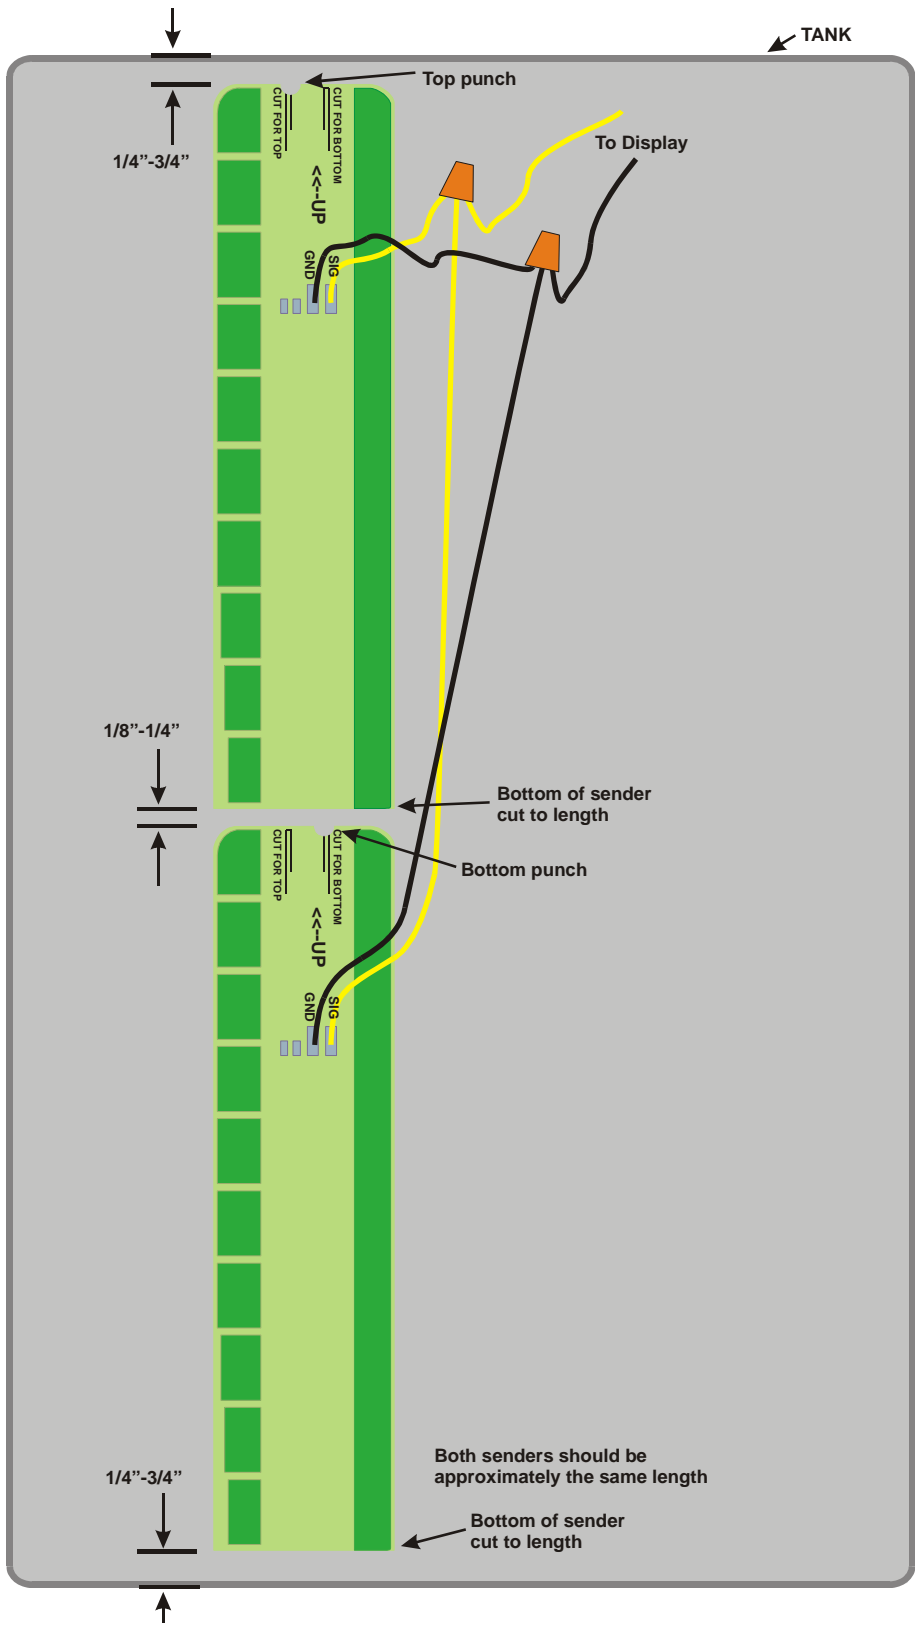 TANK
Top punch
CUT FOR TOP
CUT FOR BOTTOM
To Display
1/4”-3/4”
<<--UP
GND
SIG
1/8”-1/4”
Bottom of sender
cut to length
CUT FOR TOP
CUT FOR BOTTOM
Bottom punch
<<--UP
GND
SIG
Both senders should be
approximately the same length
1/4”-3/4”
Bottom of sender
cut to length